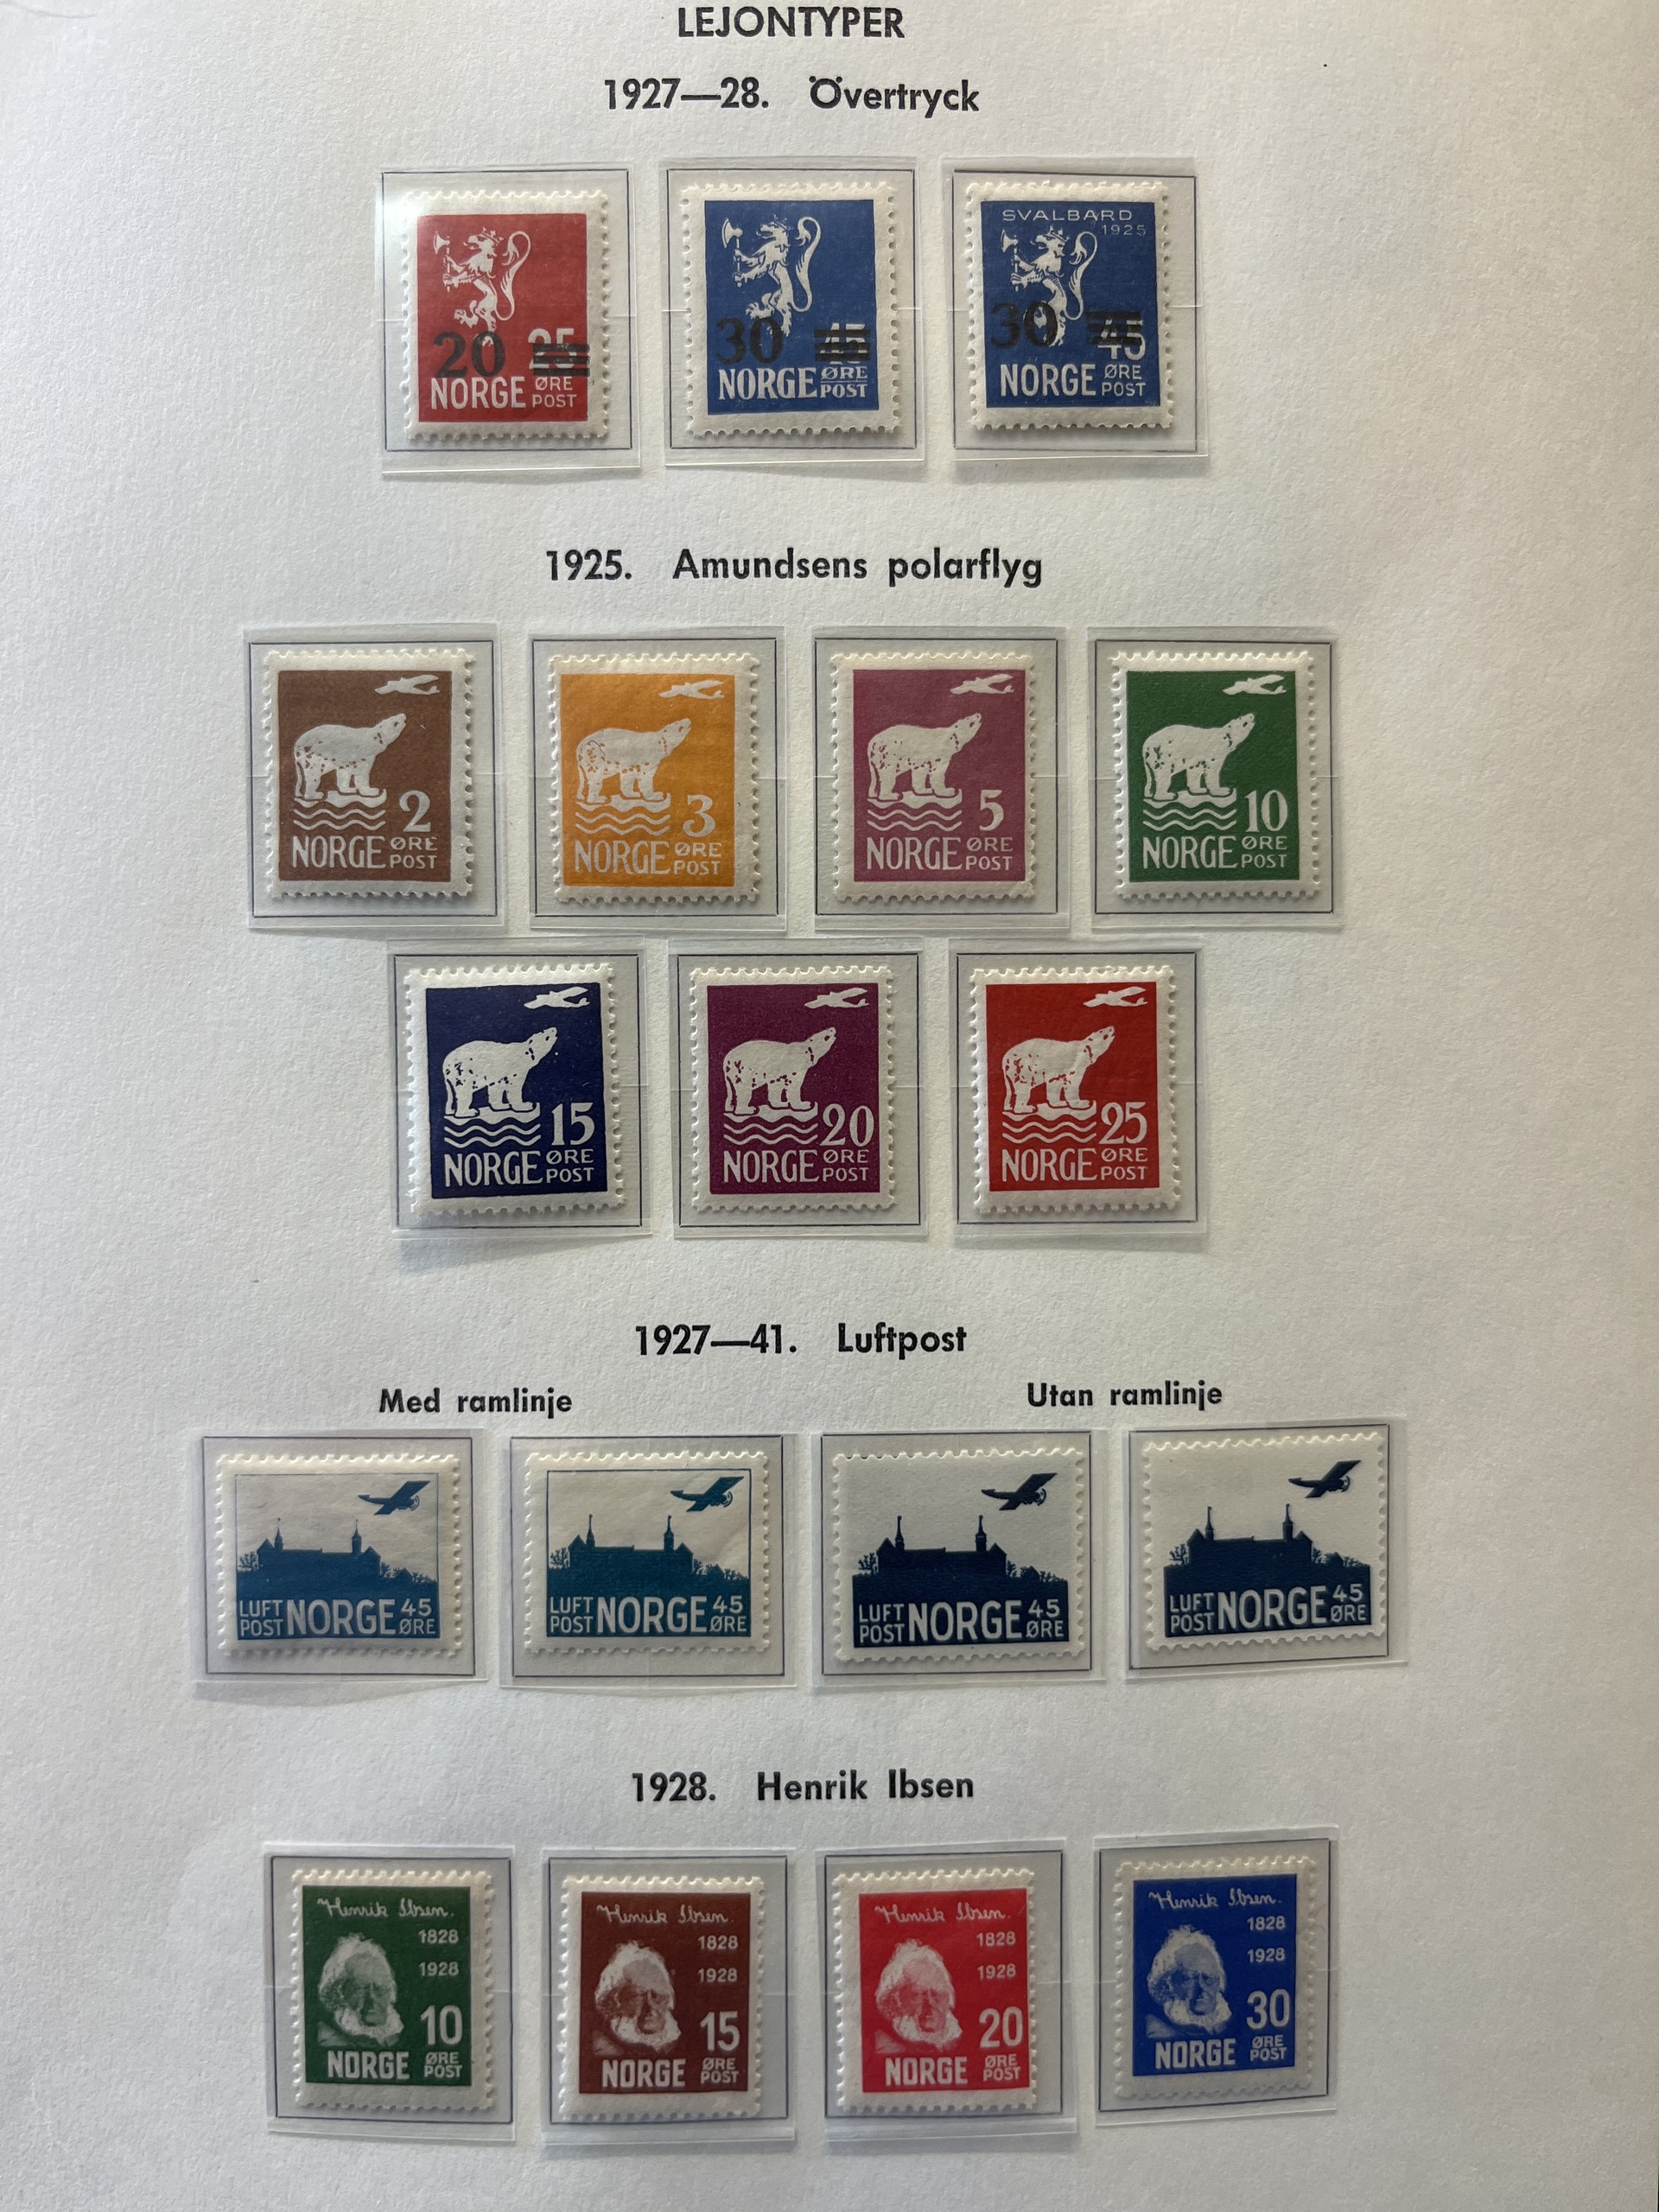 LEJONTYPER
1927—28. Övertryck
20 25
NORGE ØRE POST
30 45
NORGE ØRE POST
SVALBARD
1925
30 45
NORGE ØRE POST
1925. Amundsens polarflyg
2
NORGE ØRE POST
3
NORGE ØRE POST
5
NORGE ØRE POST
10
NORGE ØRE POST
15
NORGE ØRE POST
20
NORGE ØRE POST
25
NORGE ØRE POST
1927—41. Luftpost
Med ramlinje
Utan ramlinje
LUFT POST NORGE 45 ØRE
LUFT POST NORGE 45 ØRE
LUFT POST NORGE 45 ØRE
LUFT POST NORGE 45 ØRE
1928. Henrik Ibsen
Henrik Ibsen.
1828
1928
10
NORGE ØRE POST
Henrik Ibsen.
1828
1928
15
NORGE ØRE POST
Henrik Ibsen.
1828
1928
20
NORGE ØRE POST
Henrik Ibsen.
1828
1928
30
NORGE ØRE POST